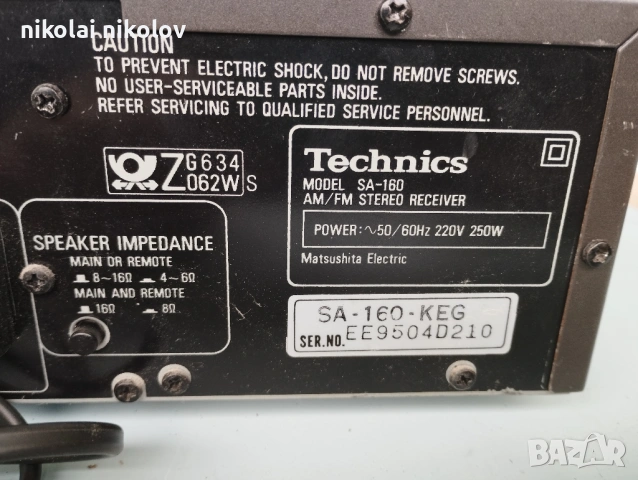 nikolai nikolov
CAUTION
TO PREVENT ELECTRIC SHOCK, DO NOT REMOVE SCREWS.
NO USER-SERVICEABLE PARTS INSIDE.
REFER SERVICING TO QUALIFIED SERVICE PERSONNEL.
Z G634
062W S
Technics
MODEL SA-160
AM/FM STEREO RECEIVER
POWER: ∿50/60Hz 220V 250W
Matsushita Electric
SPEAKER IMPEDANCE
MAIN OR REMOTE
8~16Ω 4~6Ω
MAIN AND REMOTE
16Ω 8Ω
SA-160-KEG
SER.NO. EE9504D210
BAZAR